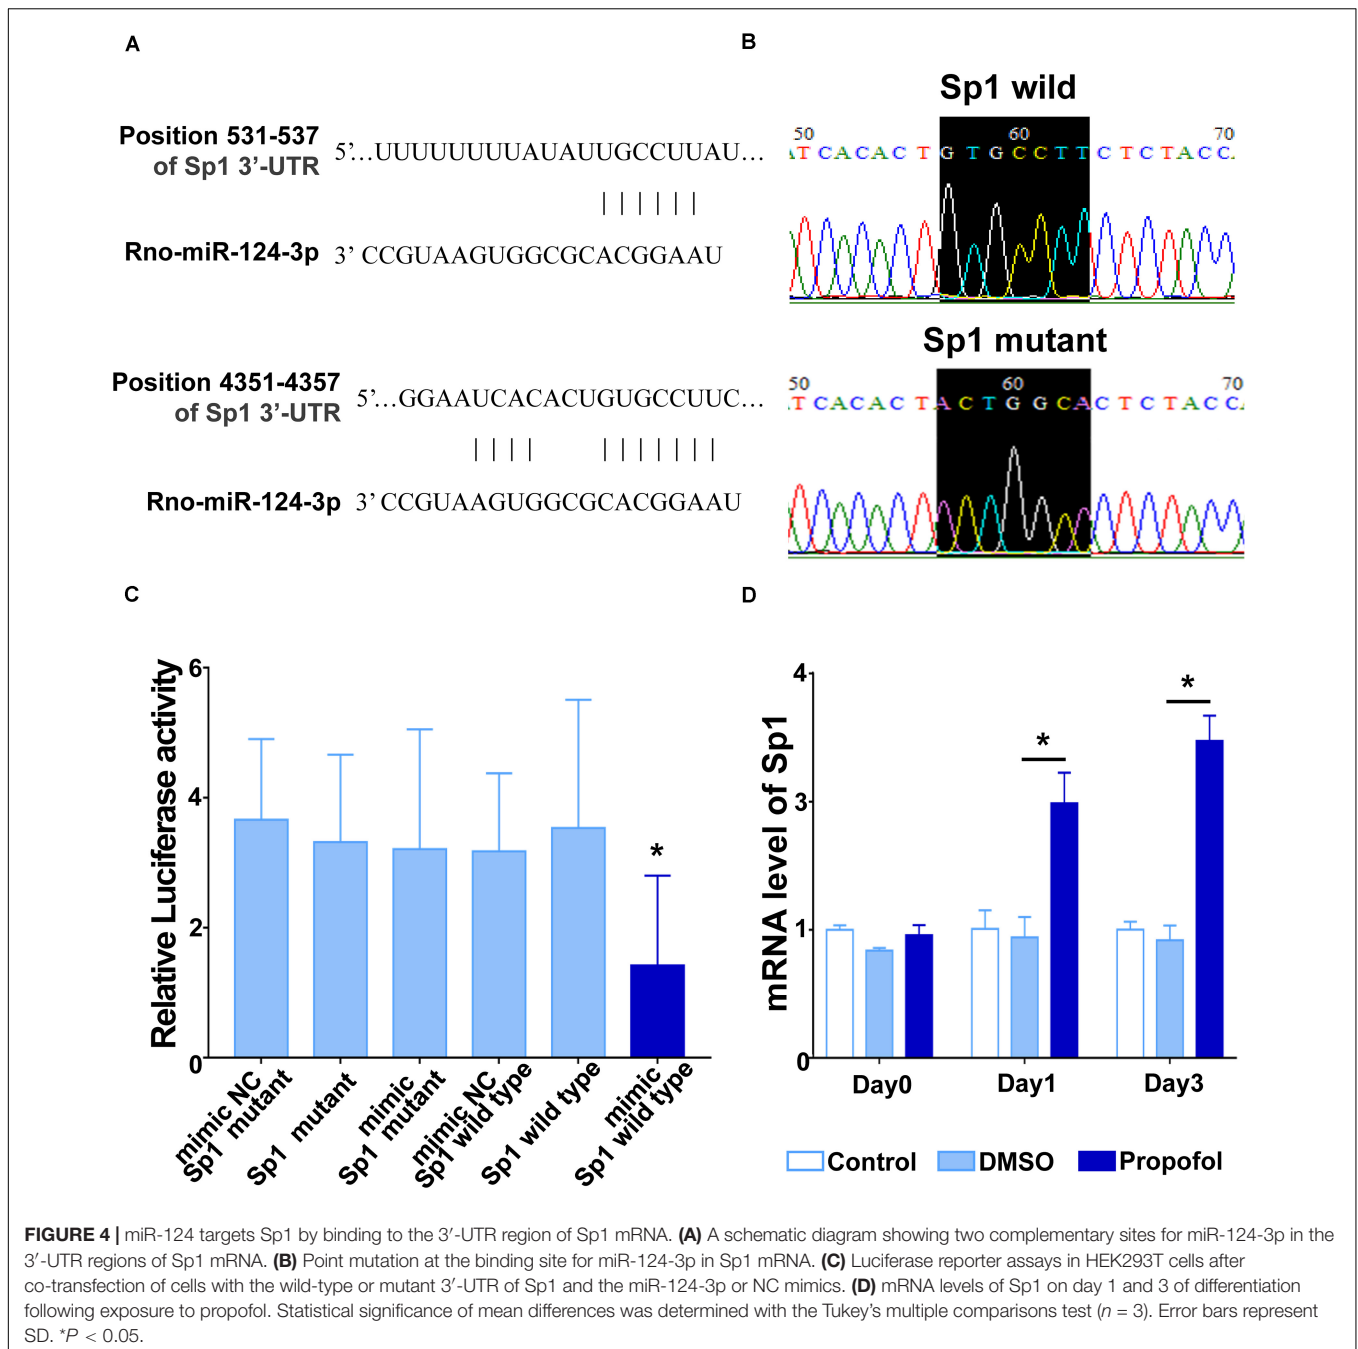 A
Position 531-537
of Sp1 3’-UTR
5’...UUUUUUUUAUAUUGCCUUAU...
Rno-miR-124-3p
3’ CCGUAAGUGGCGCACGGAAU
Position 4351-4357
of Sp1 3’-UTR
5’...GGAAUCACACUGUGCCUUC...
Rno-miR-124-3p
3’ CCGUAAGUGGCGCACGGAAU
B
Sp1 wild
50 60 70
ATCACACTGTGCCTTCTCTACC
Sp1 mutant
50 60 70
TCACACTACTGGCACTCTACC
C
Relative Luciferase activity
6
4
2
0
mimic NC
Sp1 mutant
Sp1 mutant
mimic
Sp1 mutant
mimic NC
Sp1 wild type
Sp1 wild type
mimic
Sp1 wild type
*
D
mRNA level of Sp1
4
3
1
0
*
*
Day0 Day1 Day3
Control DMSO Propofol
FIGURE 4 | miR-124 targets Sp1 by binding to the 3′-UTR region of Sp1 mRNA. (A) A schematic diagram showing two complementary sites for miR-124-3p in the
3′-UTR regions of Sp1 mRNA. (B) Point mutation at the binding site for miR-124-3p in Sp1 mRNA. (C) Luciferase reporter assays in HEK293T cells after
co-transfection of cells with the wild-type or mutant 3′-UTR of Sp1 and the miR-124-3p or NC mimics. (D) mRNA levels of Sp1 on day 1 and 3 of differentiation
following exposure to propofol. Statistical significance of mean differences was determined with the Tukey’s multiple comparisons test (n = 3). Error bars represent
SD. *P < 0.05.